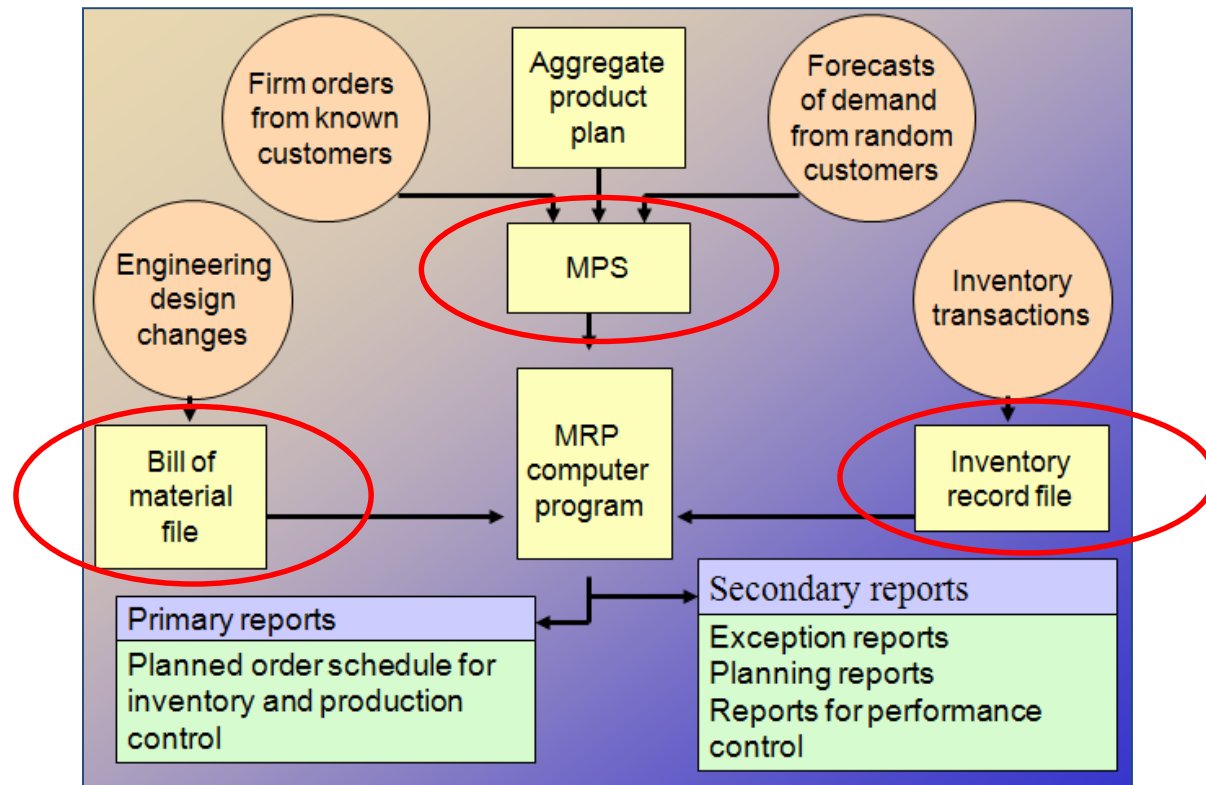 Firm orders
from known
customers
Aggregate
product
plan
Forecasts
of demand
from random
customers
Engineering
design
changes
MPS
Inventory
transactions
Bill of
material
file
MRP
computer
program
Inventory
record file
Primary reports
Planned order schedule for
inventory and production
control
Secondary reports
Exception reports
Planning reports
Reports for performance
control